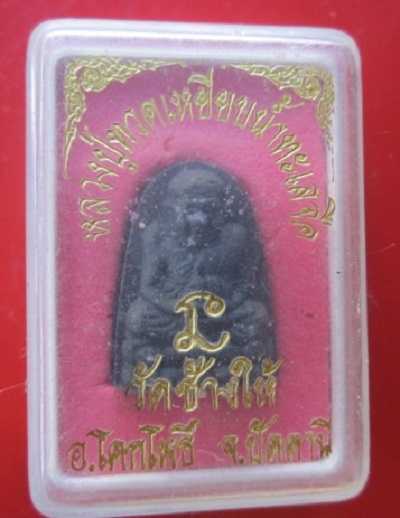 หลวงปู่ทวดเหยียบน้ำทะเลจืด
วัดช้างให้
อ.โคกโพธิ์ จ.ปัตตานี